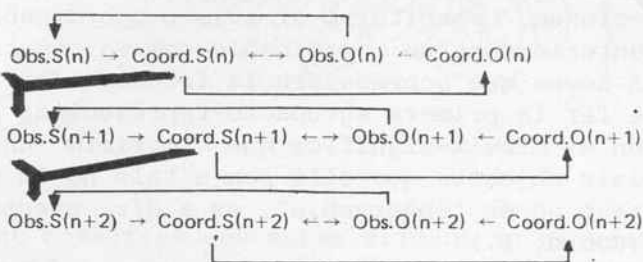 Obs.S(n) → Coord.S(n) ←→ Obs.O(n) ← Coord.O(n)
Obs.S(n+1) → Coord.S(n+1) ←→ Obs.O(n+1) ← Coord.O(n+1)
Obs.S(n+2) → Coord.S(n+2) ←→ Obs.O(n+2) ← Coord.O(n+2)